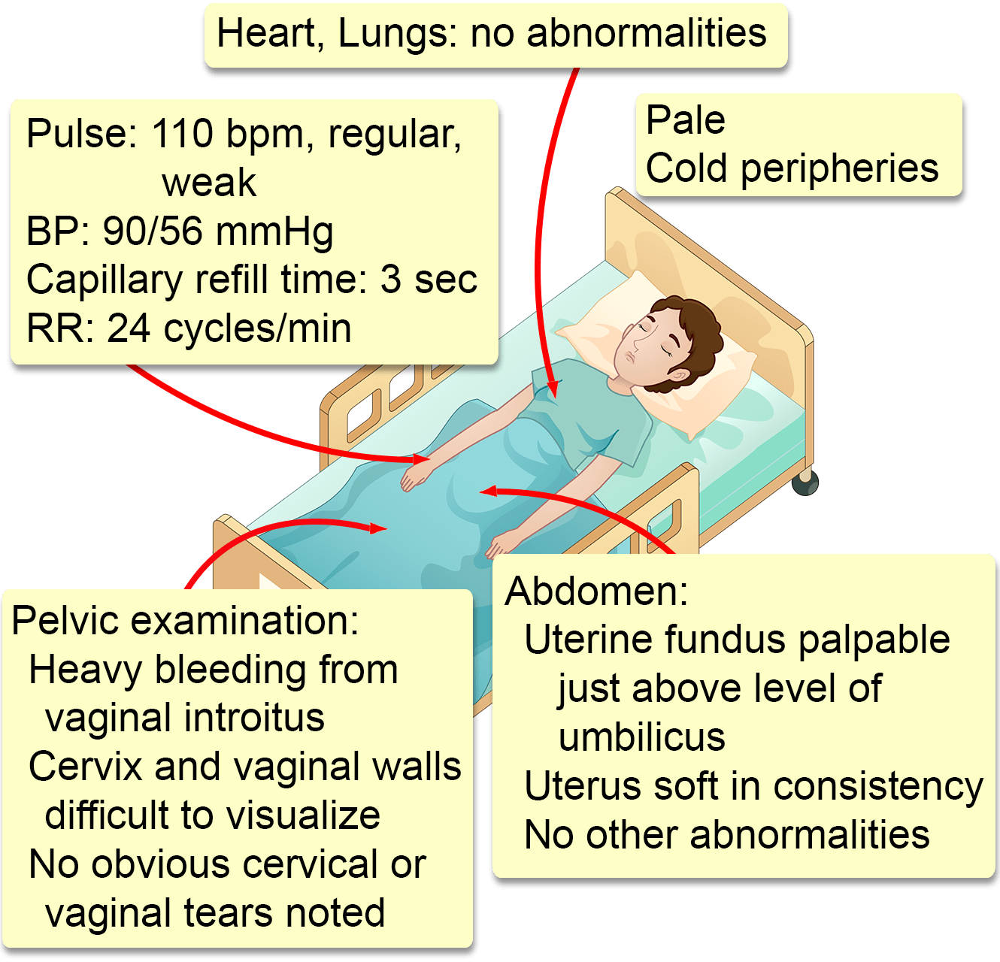 Heart, Lungs: no abnormalities
Pulse: 110 bpm, regular,
weak
BP: 90/56 mmHg
Capillary refill time: 3 sec
RR: 24 cycles/min
Pale
Cold peripheries
Pelvic examination:
Heavy bleeding from
vaginal introitus
Cervix and vaginal walls
difficult to visualize
No obvious cervical or
vaginal tears noted
Abdomen:
Uterine fundus palpable
just above level of
umbilicus
Uterus soft in consistency
No other abnormalities